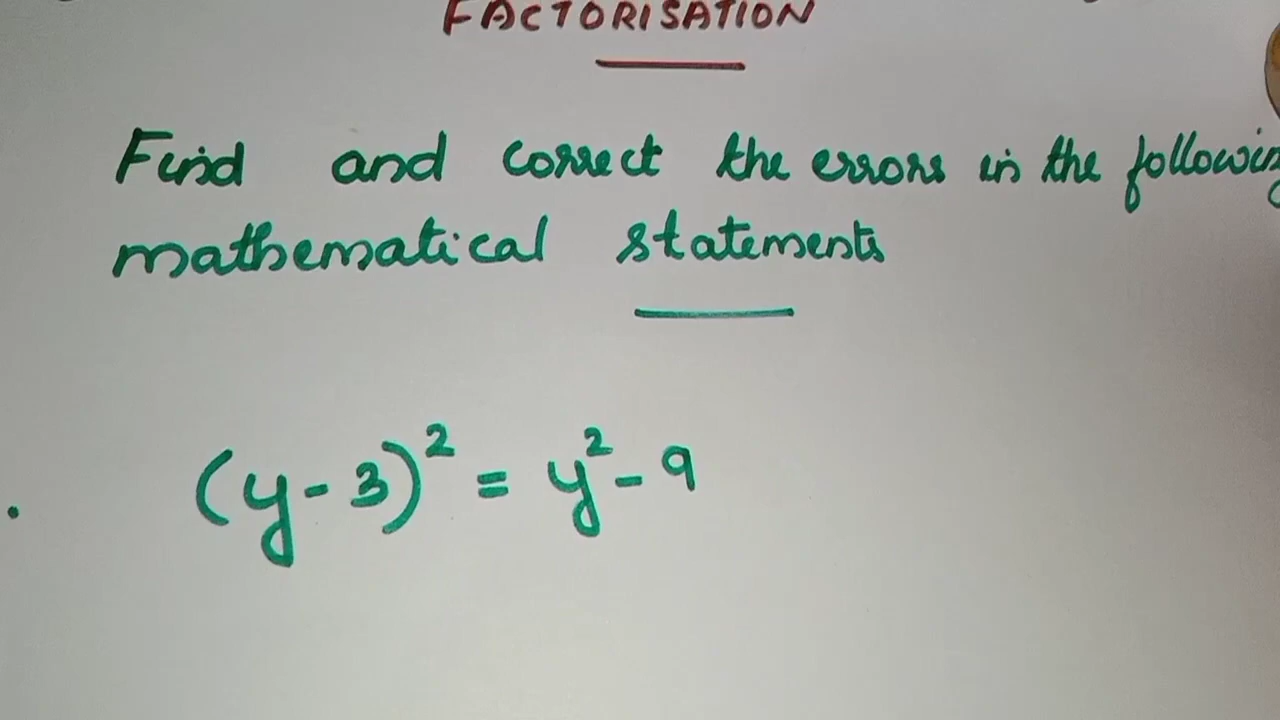 FACTORISATION
Find and correct the errors in the following
mathematical statements
(y-3)² = y²-9